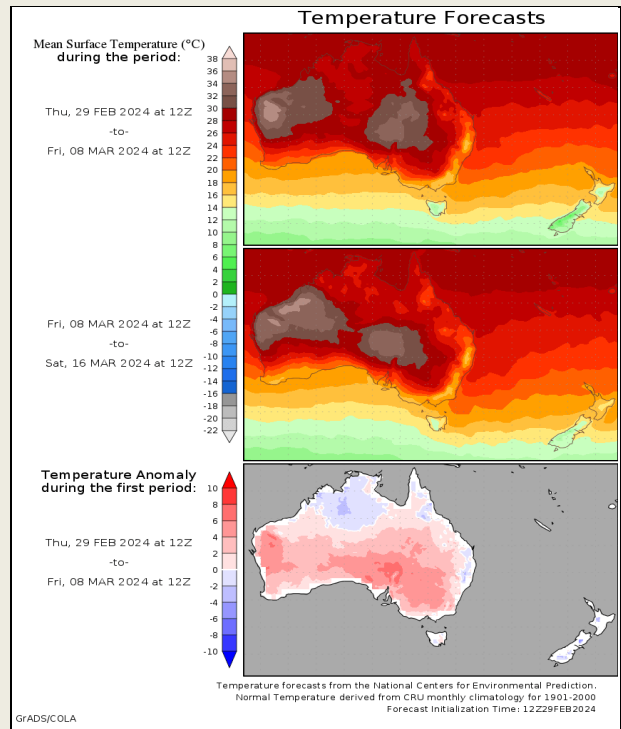 Temperature Forecasts
Mean Surface Temperature (°C)
during the period:
Thu, 29 FEB 2024 at 12Z
-to-
Fri, 08 MAR 2024 at 12Z
38
36
34
32
30
28
26
24
22
20
18
16
14
12
10
8
6
4
2
0
-2
-4
-6
-8
-10
-12
-14
-16
-18
-20
-22
Fri, 08 MAR 2024 at 12Z
-to-
Sat, 16 MAR 2024 at 12Z
Temperature Anomaly
during the first period:
Thu, 29 FEB 2024 at 12Z
-to-
Fri, 08 MAR 2024 at 12Z
10
8
6
4
2
0
-2
-4
-6
-8
-10
Temperature forecasts from the National Centers for Environmental Prediction.
Normal Temperature derived from CRU monthly climatology for 1901-2000
Forecast Initialization Time: 12Z29FEB2024
GrADS/COLA